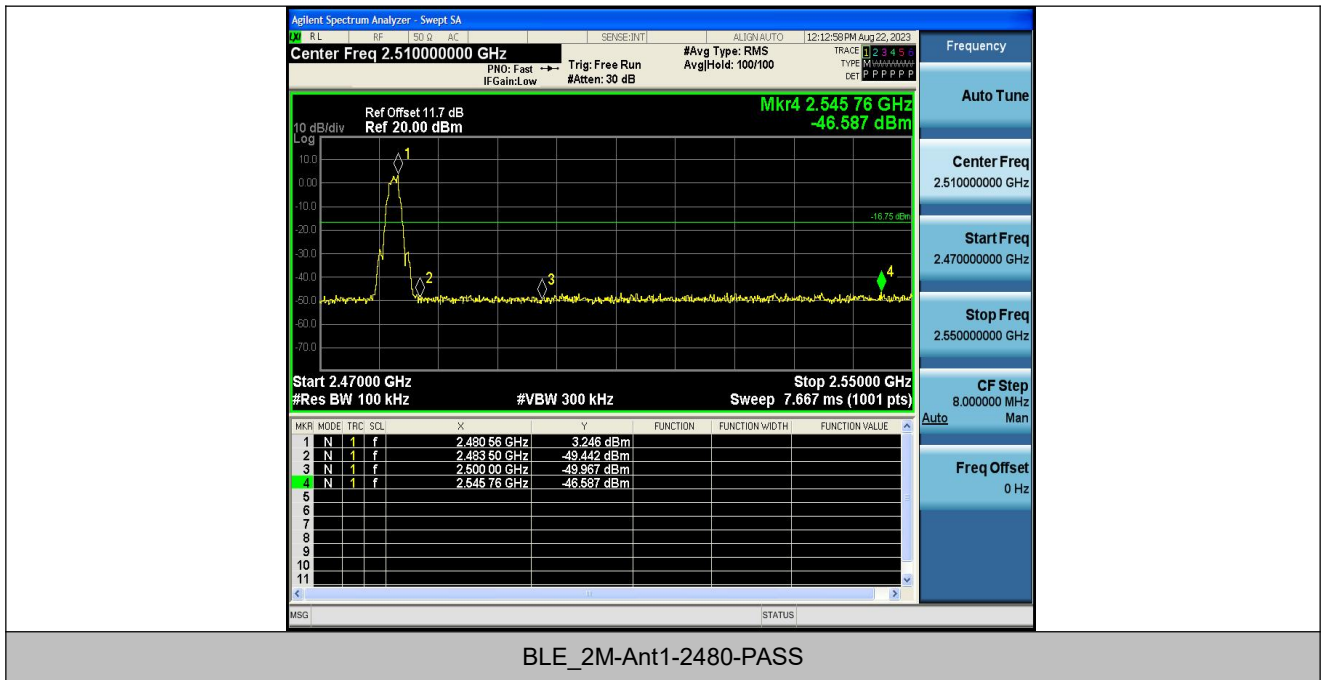 Agilent Spectrum Analyzer - Swept SA
LXI RL RF 50 Ω AC SENSE:INT ALIGN AUTO 12:12:58 PM Aug 22, 2023
Center Freq 2.510000000 GHz
PNO: Fast
IFGain:Low
Trig: Free Run
#Atten: 30 dB
#Avg Type: RMS
Avg|Hold: 100/100
TRACE 1 2 3 4 5 6
TYPE M
DET P P P P P P
Frequency
Auto Tune
Center Freq
2.510000000 GHz
Start Freq
2.470000000 GHz
Stop Freq
2.550000000 GHz
CF Step
8.000000 MHz
Auto Man
Freq Offset
0 Hz
Mkr4 2.545 76 GHz
-46.587 dBm
Ref Offset 11.7 dB
10 dB/div Ref 20.00 dBm
Log
10.0
0.00
-10.0
-20.0
-30.0
-40.0
-50.0
-60.0
-70.0
1
2
3
4
-16.75 dBm
Start 2.47000 GHz Stop 2.55000 GHz
#Res BW 100 kHz #VBW 300 kHz Sweep 7.667 ms (1001 pts)
MKR MODE TRC SCL X Y FUNCTION FUNCTION WIDTH FUNCTION VALUE
1 N 1 f 2.480 56 GHz 3.246 dBm
2 N 1 f 2.483 50 GHz -49.442 dBm
3 N 1 f 2.500 00 GHz -49.967 dBm
4 N 1 f 2.545 76 GHz -46.587 dBm
5
6
7
8
9
10
11
MSG STATUS
BLE_2M-Ant1-2480-PASS